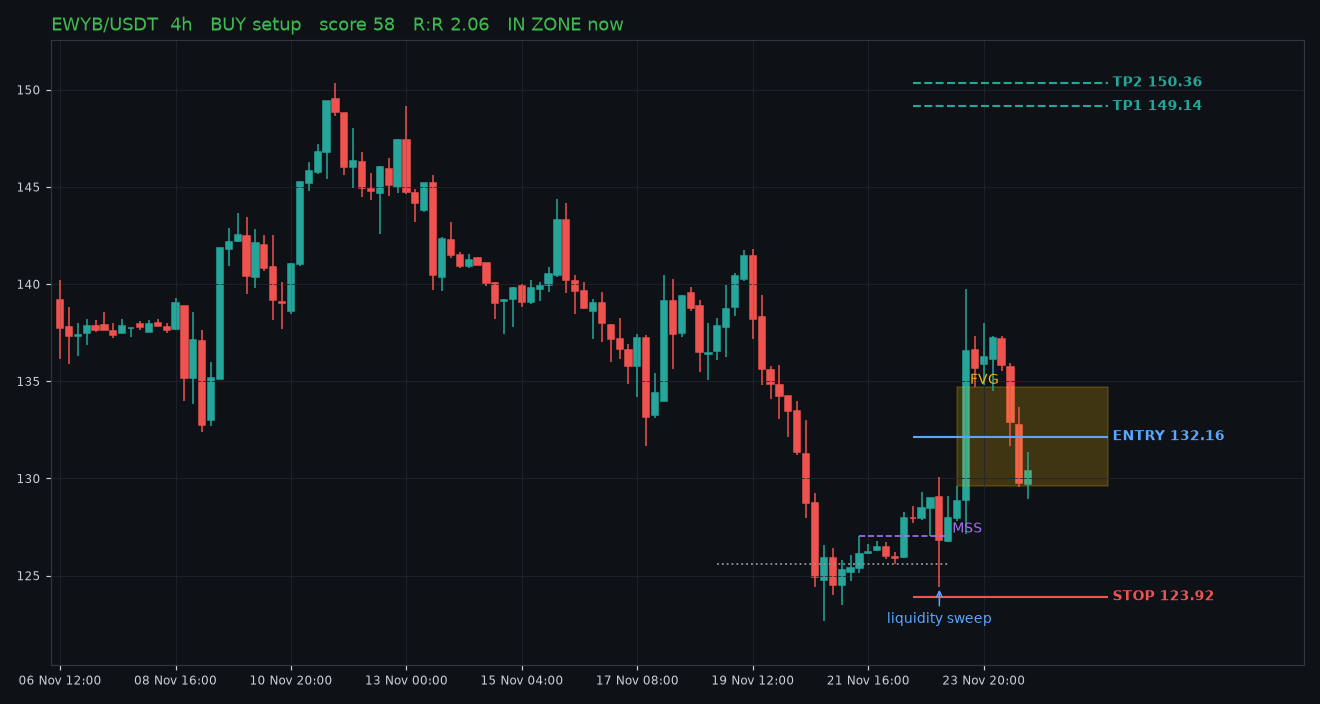 EWYB/USDT 4h BUY setup score 58 R:R 2.06 IN ZONE now
TP2 150.36
TP1 149.14
150
145
140
135
130
125
FVG
ENTRY 132.16
MSS
STOP 123.92
liquidity sweep
06 Nov 12:00
08 Nov 16:00
10 Nov 20:00
13 Nov 00:00
15 Nov 04:00
17 Nov 08:00
19 Nov 12:00
21 Nov 16:00
23 Nov 20:00